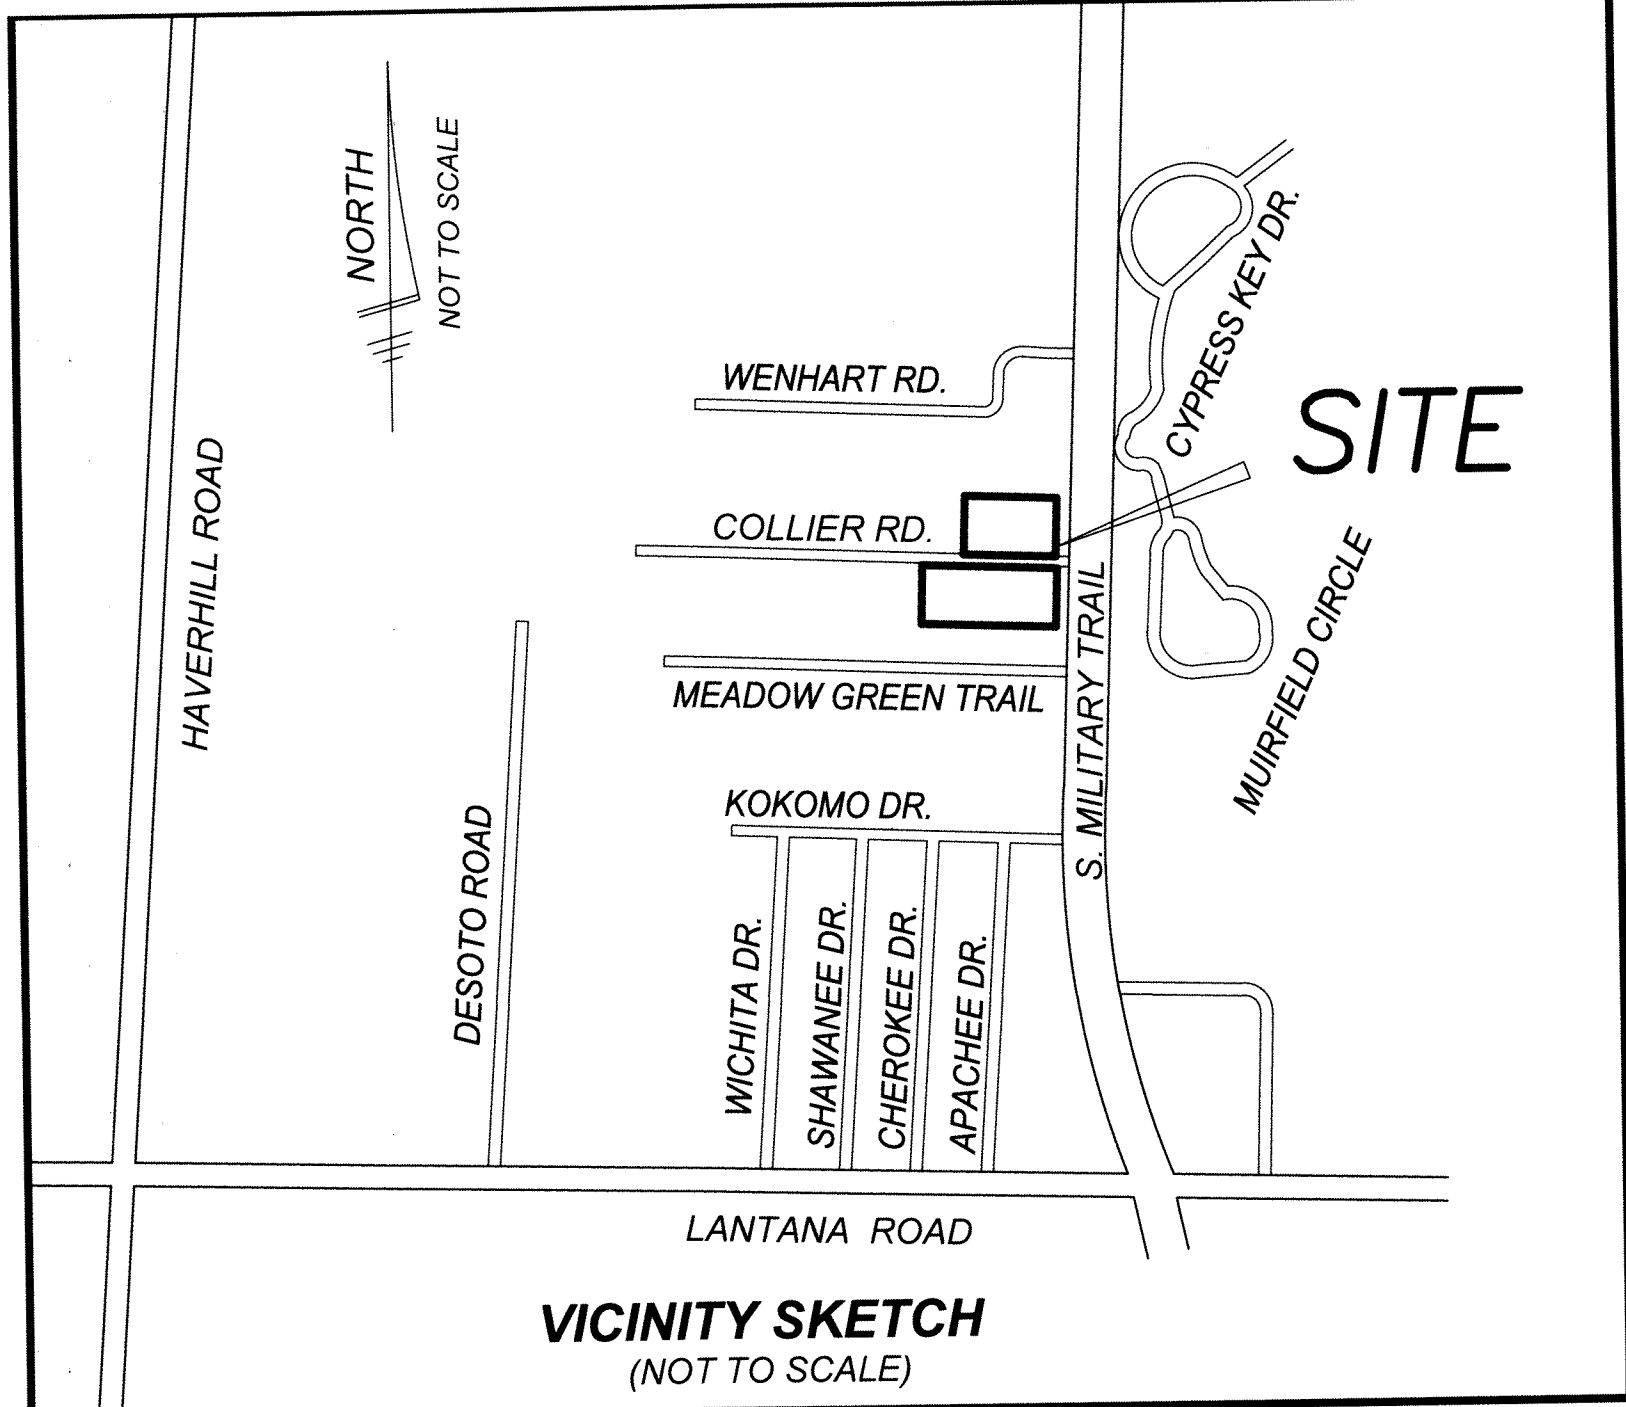 NORTH
NOT TO SCALE
CYPRESS KEY DR.
WENHART RD.
SITE
HAVERHILL ROAD
COLLIER RD.
MUIRFIELD CIRCLE
S. MILITARY TRAIL
MEADOW GREEN TRAIL
KOKOMO DR.
DESOTO ROAD
WICHITA DR.
SHAWANEE DR.
CHEROKEE DR.
APACHEE DR.
LANTANA ROAD
VICINITY SKETCH
(NOT TO SCALE)